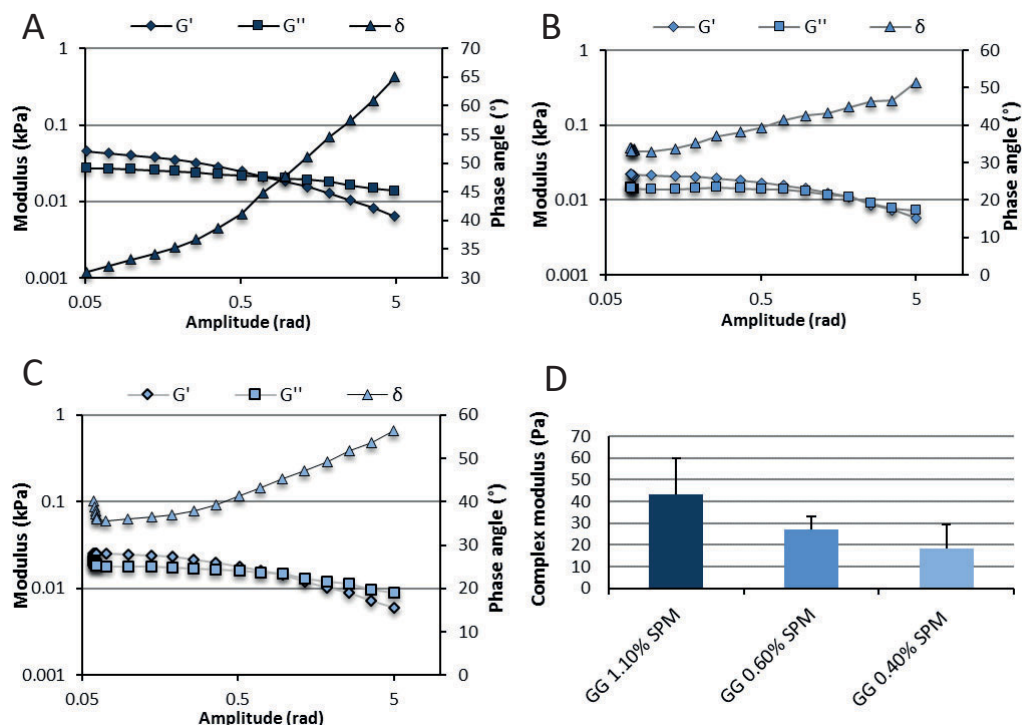 A
G' G'' δ
1
0.1
0.01
0.001
Modulus (kPa)
70
65
60
55
50
45
40
35
30
Phase angle (°)
0.05 0.5 5
Amplitude (rad)
B
G' G'' δ
1
0.1
0.01
0.001
Modulus (kPa)
60
50
40
30
20
10
0
Phase angle (°)
0.05 0.5 5
Amplitude (rad)
C
G' G'' δ
1
0.1
0.01
0.001
Modulus (kPa)
60
50
40
30
20
10
0
Phase angle (°)
0.05 0.5 5
Amplitude (rad)
D
Complex modulus (Pa)
70
60
50
40
30
20
10
0
GG 1.10% SPM
GG 0.60% SPM
GG 0.40% SPM